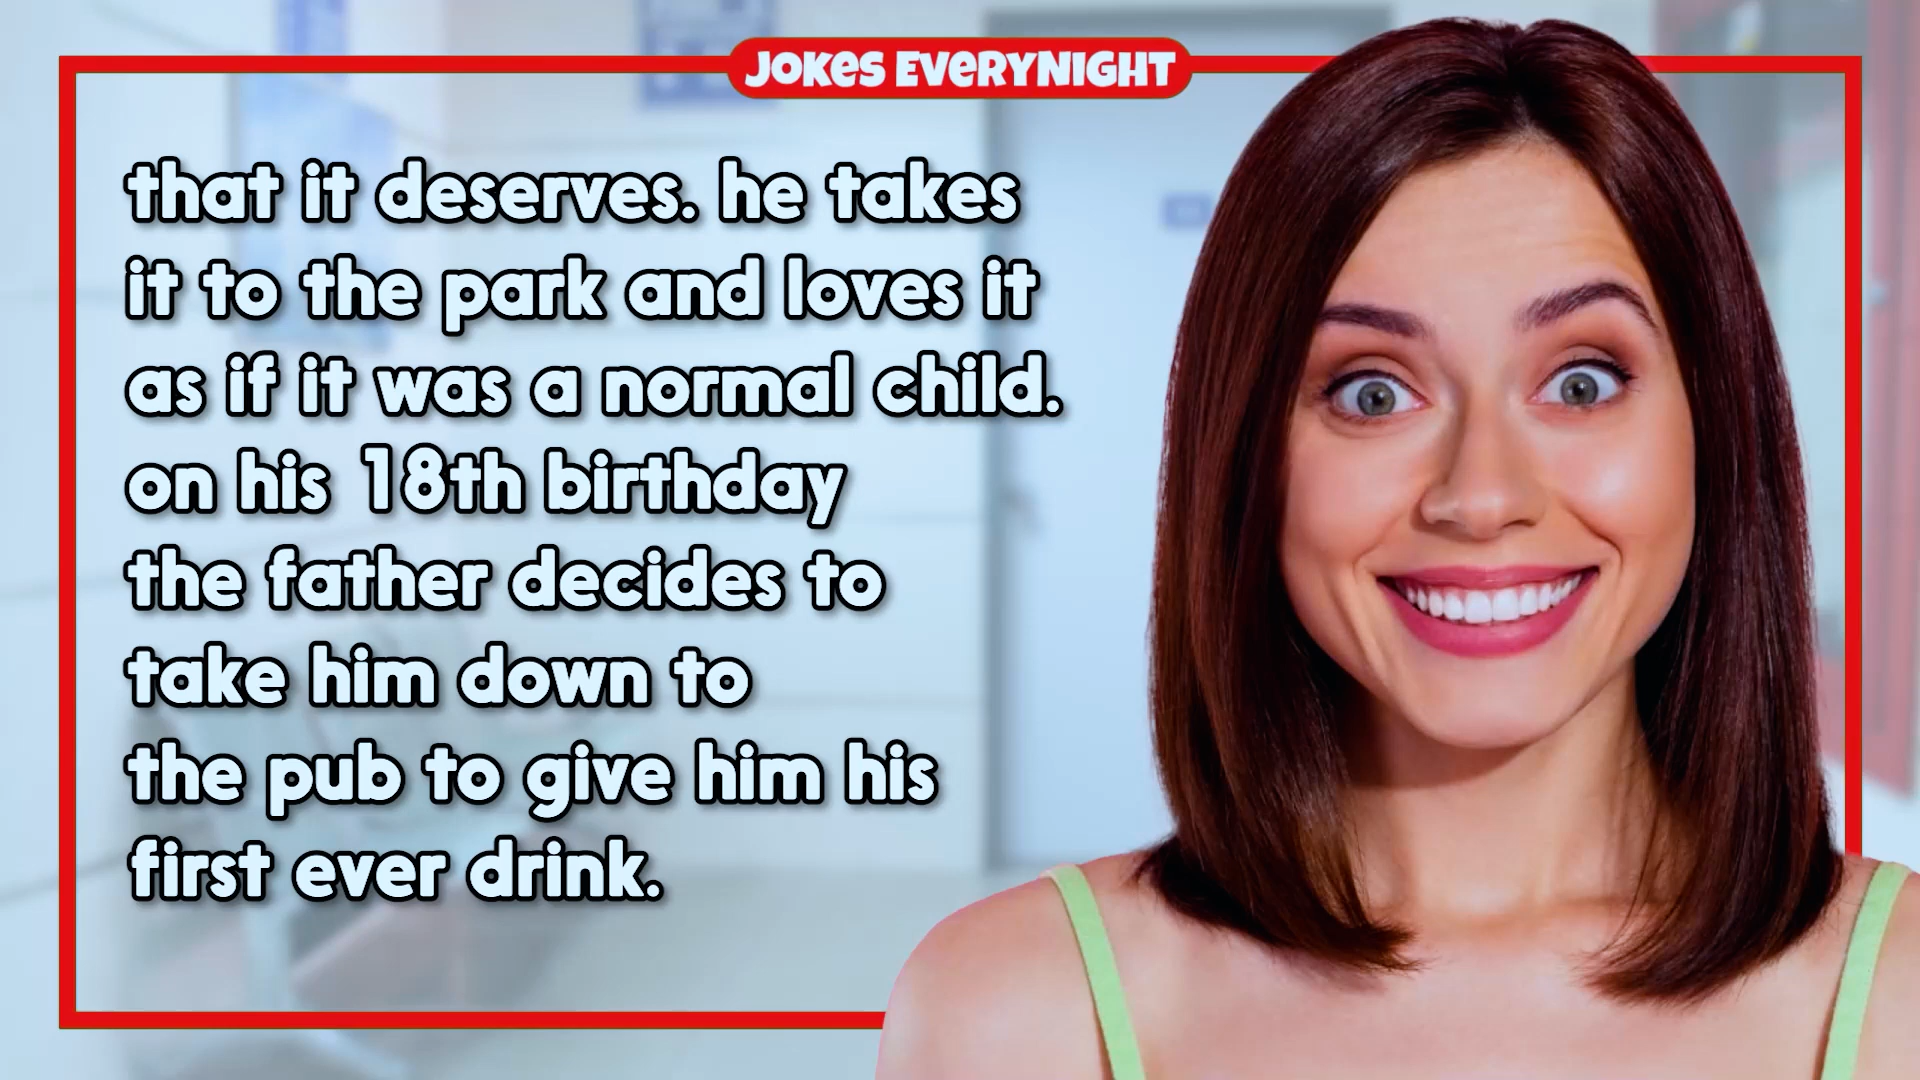 JOKES EVERYNIGHT
that it deserves. he takes
it to the park and loves it
as if it was a normal child.
on his 18th birthday
the father decides to
take him down to
the pub to give him his
first ever drink.